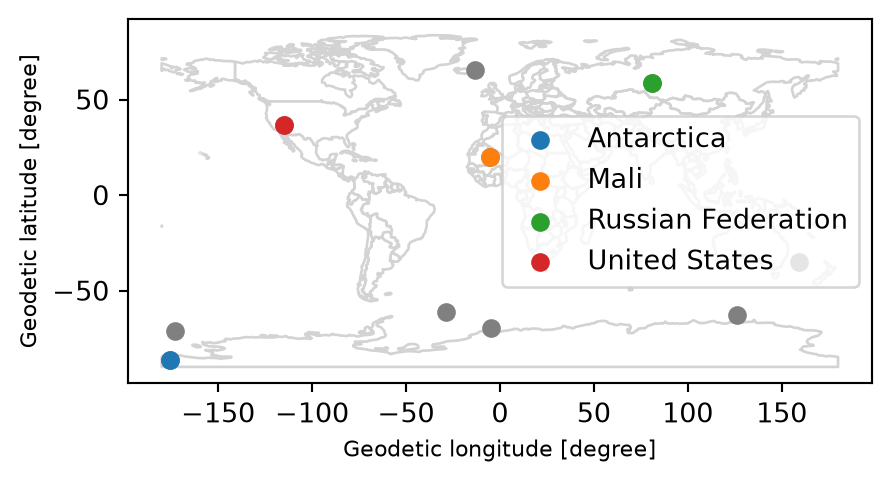 50
0
−50
Antarctica
Mali
Russian Federation
United States
Geodetic latitude [degree]
−150 −100 −50 0 50 100 150
Geodetic longitude [degree]